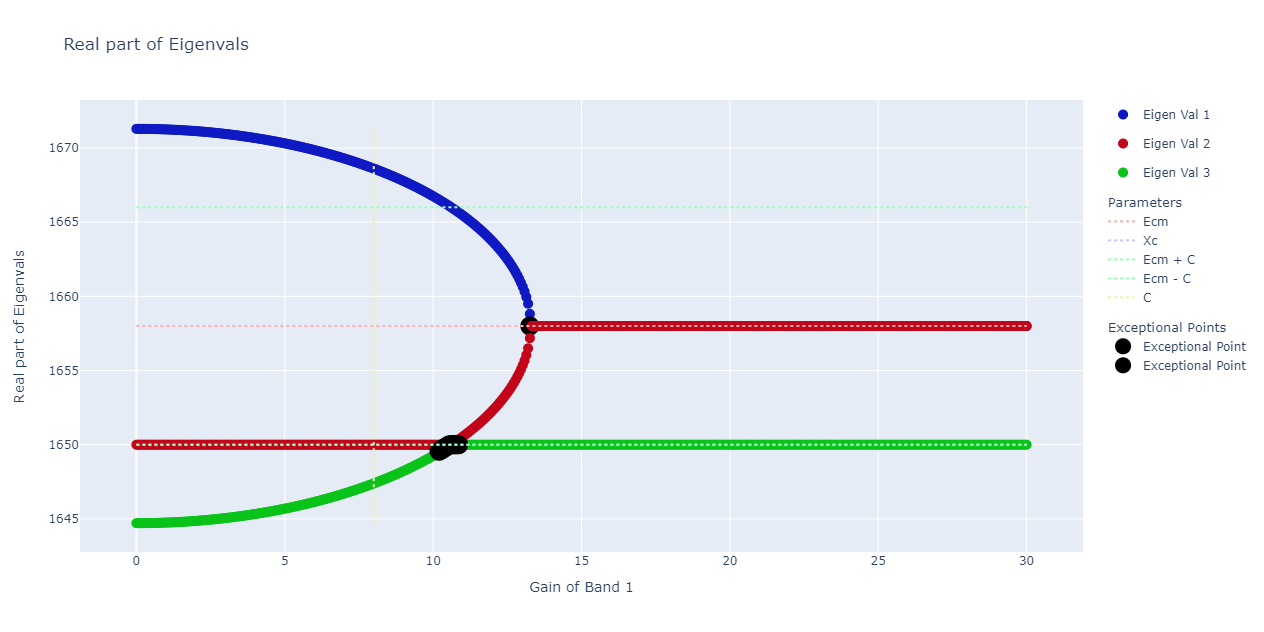 Real part of Eigenvals
Real part of Eigenvals
1670
1665
1660
1655
1650
1645
0 5 10 15 20 25 30
Gain of Band 1
Eigen Val 1
Eigen Val 2
Eigen Val 3
Parameters
Ecm
Xc
Ecm + C
Ecm - C
C
Exceptional Points
Exceptional Point
Exceptional Point